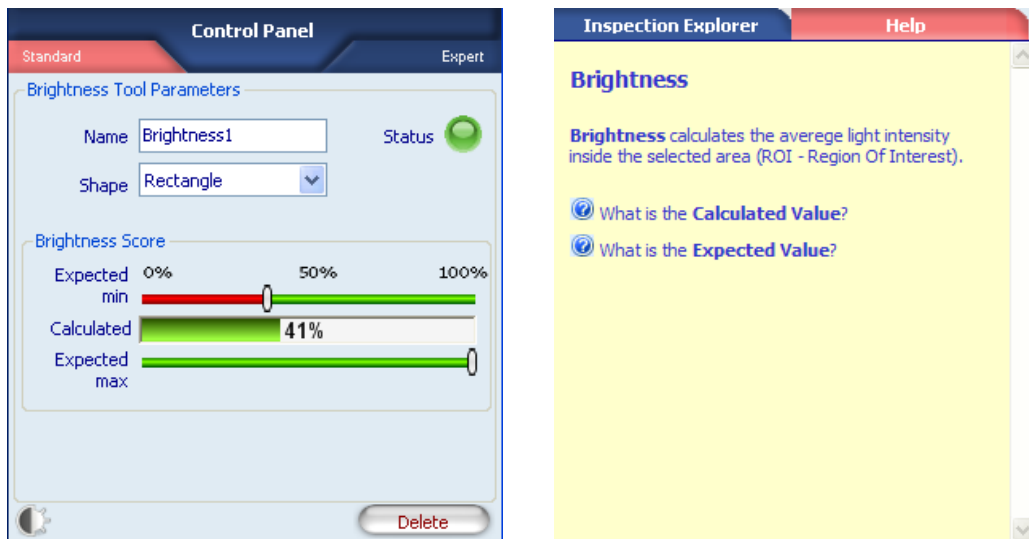 Control Panel
Standard
Expert
Brightness Tool Parameters
Name Brightness1 Status
Shape Rectangle
Brightness Score
Expected min 0% 50% 100%
Calculated 41%
Expected max
Delete
Inspection Explorer Help
Brightness
Brightness calculates the averege light intensity
inside the selected area (ROI - Region Of Interest).
What is the Calculated Value?
What is the Expected Value?